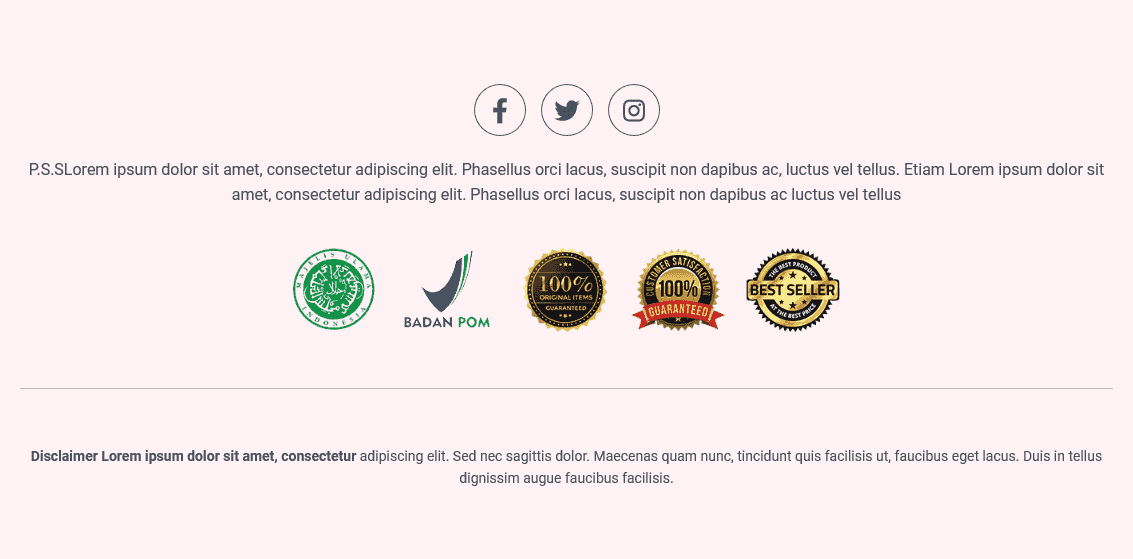 P.S.SLorem ipsum dolor sit amet, consectetur adipiscing elit. Phasellus orci lacus, suscipit non dapibus ac, luctus vel tellus. Etiam Lorem ipsum dolor sit
amet, consectetur adipiscing elit. Phasellus orci lacus, suscipit non dapibus ac luctus vel tellus
MAJELIS ULAMA
INDONESIA
BADAN POM
100%
ORIGINAL ITEMS
GUARANTEED
CUSTOMER SATISFACTION
100%
GUARANTEED
THE BEST PRODUCT
BEST SELLER
AT THE BEST PRICE
Disclaimer Lorem ipsum dolor sit amet, consectetur adipiscing elit. Sed nec sagittis dolor. Maecenas quam nunc, tincidunt quis facilisis ut, faucibus eget lacus. Duis in tellus
dignissim augue faucibus facilisis.